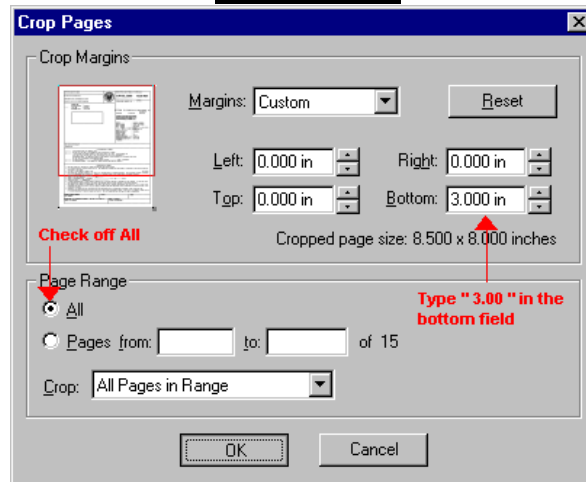 Crop Pages
Crop Margins
Margins: Custom
Reset
Left: 0.000 in Right: 0.000 in
Top: 0.000 in Bottom: 3.000 in
Check off All
Cropped page size: 8.500 x 8.000 inches
Page Range
All
Type " 3.00 " in the
bottom field
Pages from: to: of 15
Crop: All Pages in Range
OK Cancel